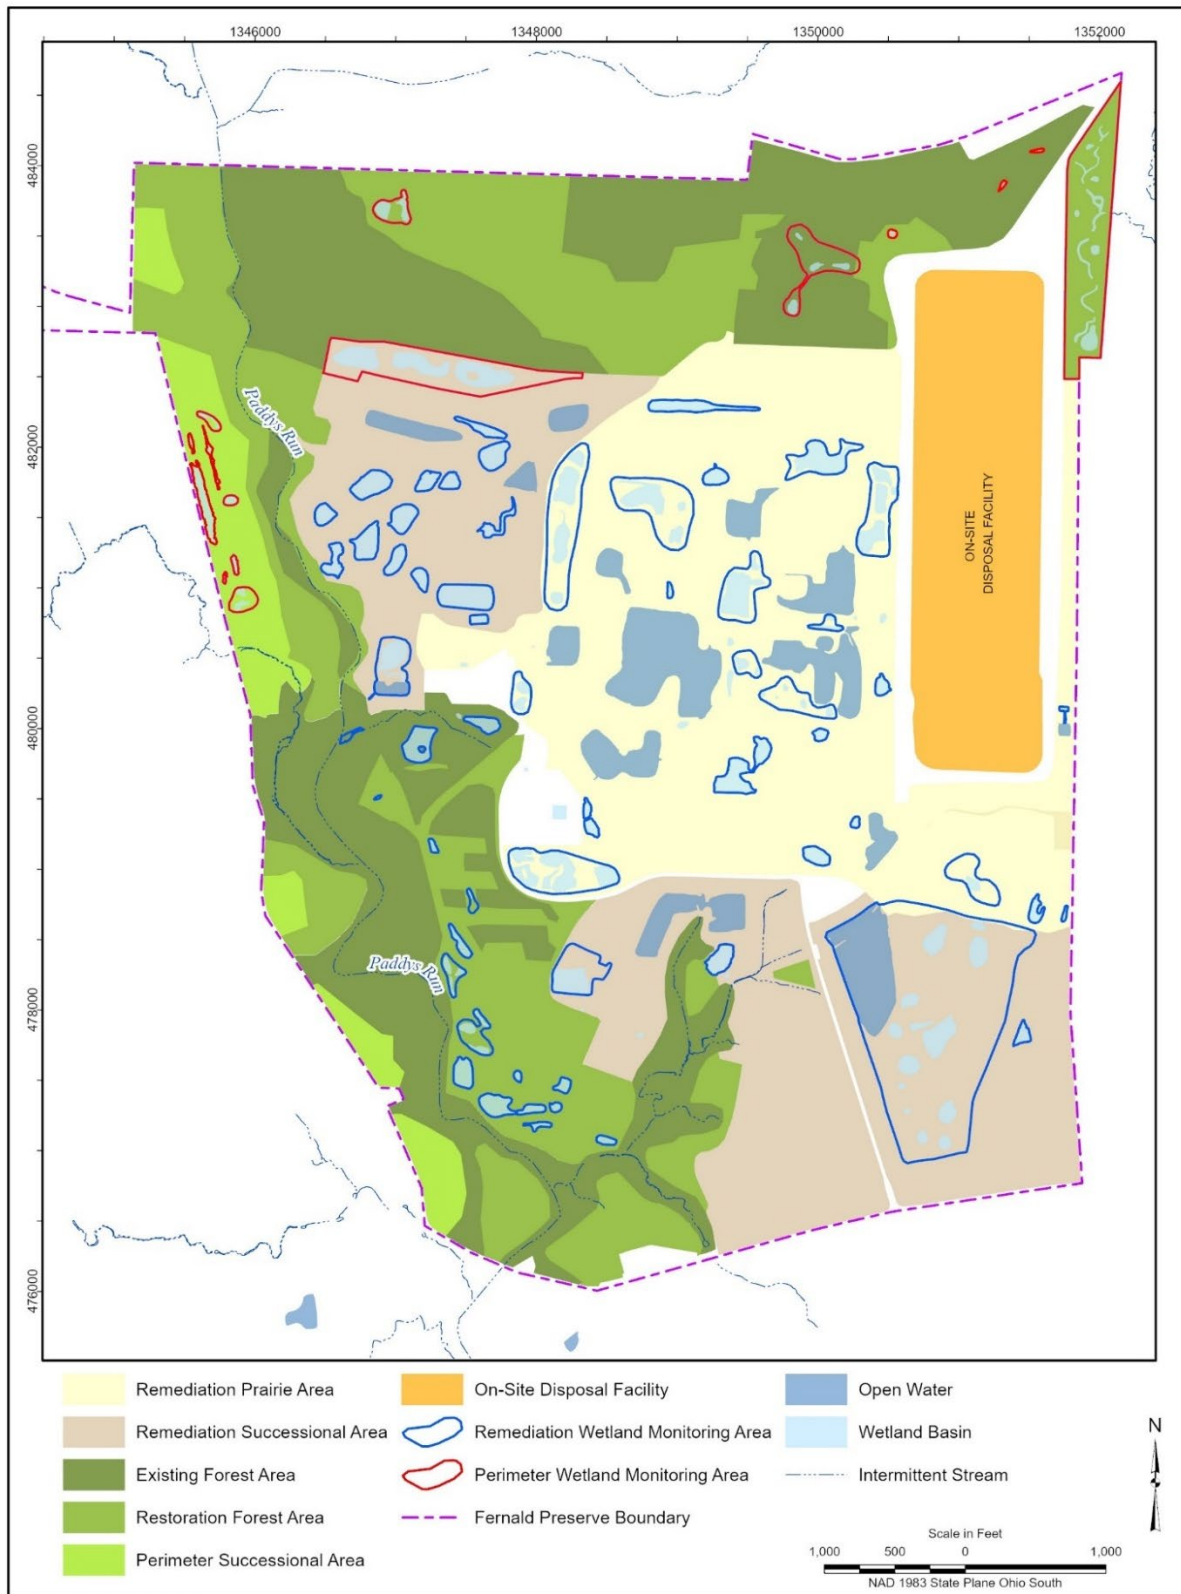 1346000
1348000
1350000
1352000
484000
482000
480000
478000
476000
Paddys Run
ON-SITE
DISPOSAL FACILITY
Paddys Run
Remediation Prairie Area
Remediation Successional Area
Existing Forest Area
Restoration Forest Area
Perimeter Successional Area
On-Site Disposal Facility
Remediation Wetland Monitoring Area
Perimeter Wetland Monitoring Area
Fernald Preserve Boundary
Open Water
Wetland Basin
Intermittent Stream
N
Scale in Feet
1,000 500 0 1,000
NAD 1983 State Plane Ohio South